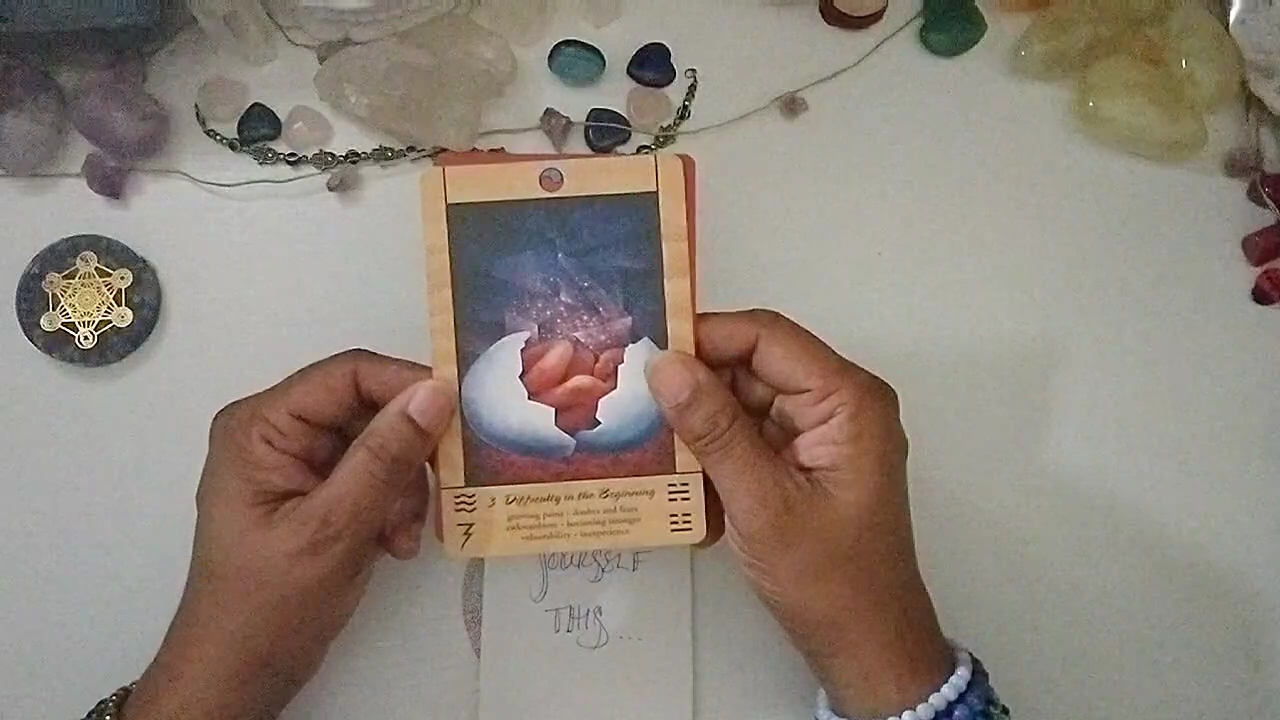 3 Difficulty in the Beginning
growing pains - doubts and fears
awkwardness - becoming stronger
vulnerability - inexperience
YOURSELF
THIS...